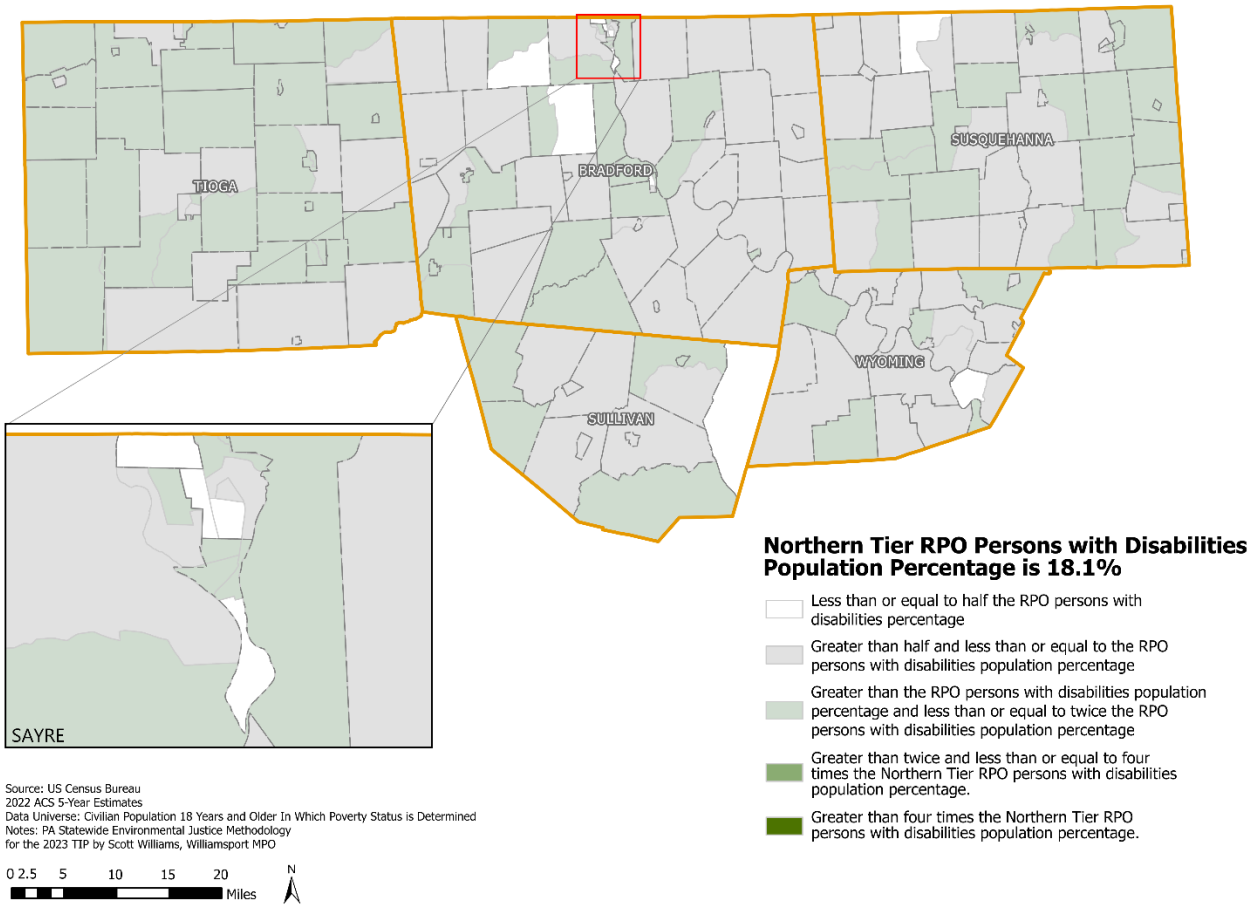 TIOGA
BRADFORD
SUSQUEHANNA
SULLIVAN
WYOMING
SAYRE
Northern Tier RPO Persons with Disabilities
Population Percentage is 18.1%
Less than or equal to half the RPO persons with
disabilities percentage
Greater than half and less than or equal to the RPO
persons with disabilities population percentage
Greater than the RPO persons with disabilities population
percentage and less than or equal to twice the RPO
persons with disabilities population percentage
Greater than twice and less than or equal to four
times the Northern Tier RPO persons with disabilities
population percentage.
Greater than four times the Northern Tier RPO
persons with disabilities population percentage.
Source: US Census Bureau
2022 ACS 5-Year Estimates
Data Universe: Civilian Population 18 Years and Older In Which Poverty Status is Determined
Notes: PA Statewide Environmental Justice Methodology
for the 2023 TIP by Scott Williams, Williamsport MPO
0 2.5 5 10 15 20
Miles
N